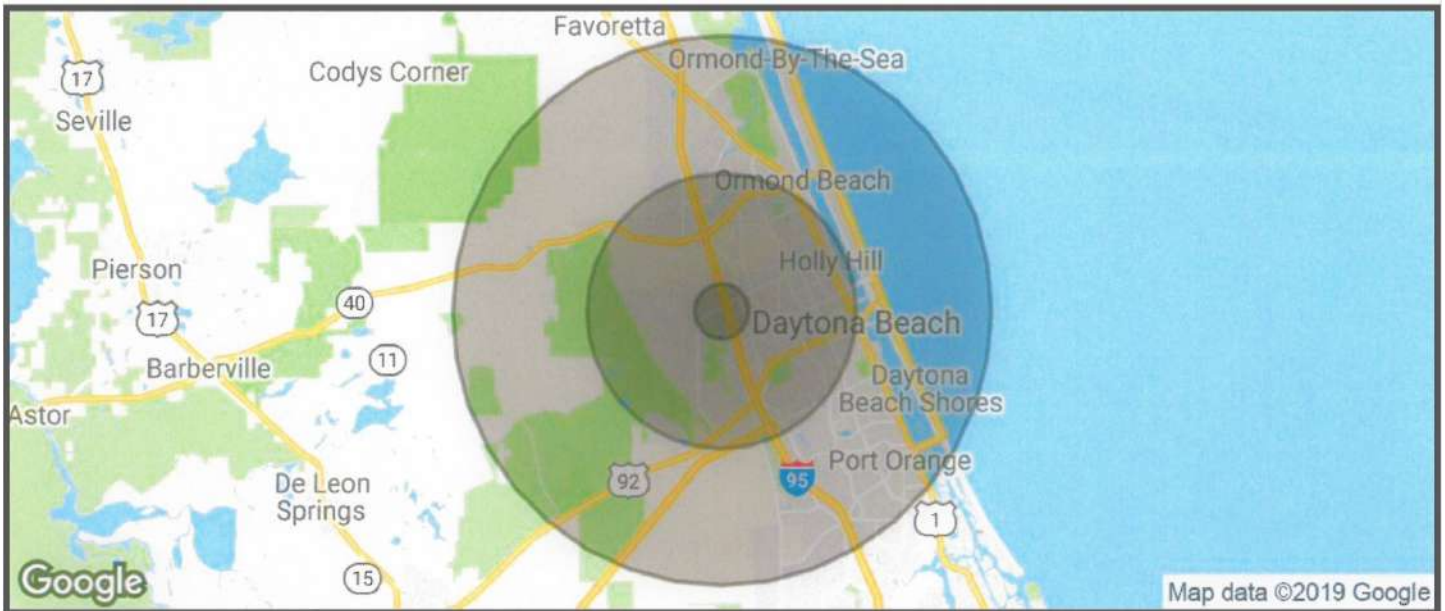 Favoretta
Ormond-By-The-Sea
Codys Corner
17
Seville
Ormond Beach
Holly Hill
Pierson
40
17
Daytona Beach
11
Barberville
Daytona
Beach Shores
Astor
Port Orange
92
95
De Leon
Springs
1
15
Google
Map data ©2019 Google